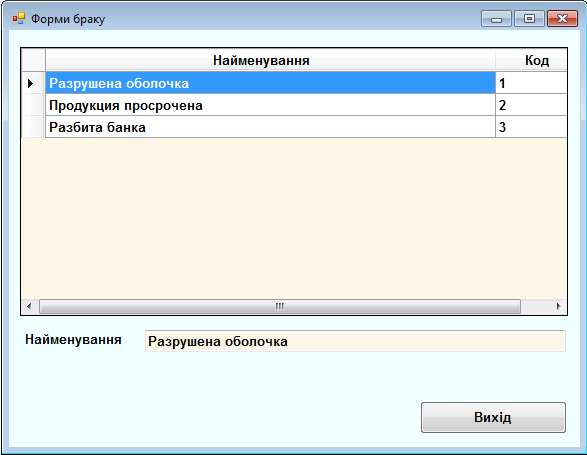 Форми браку
Найменування Код
Разрушена оболочка 1
Продукция просрочена 2
Разбита банка 3
Найменування Разрушена оболочка
Вихід